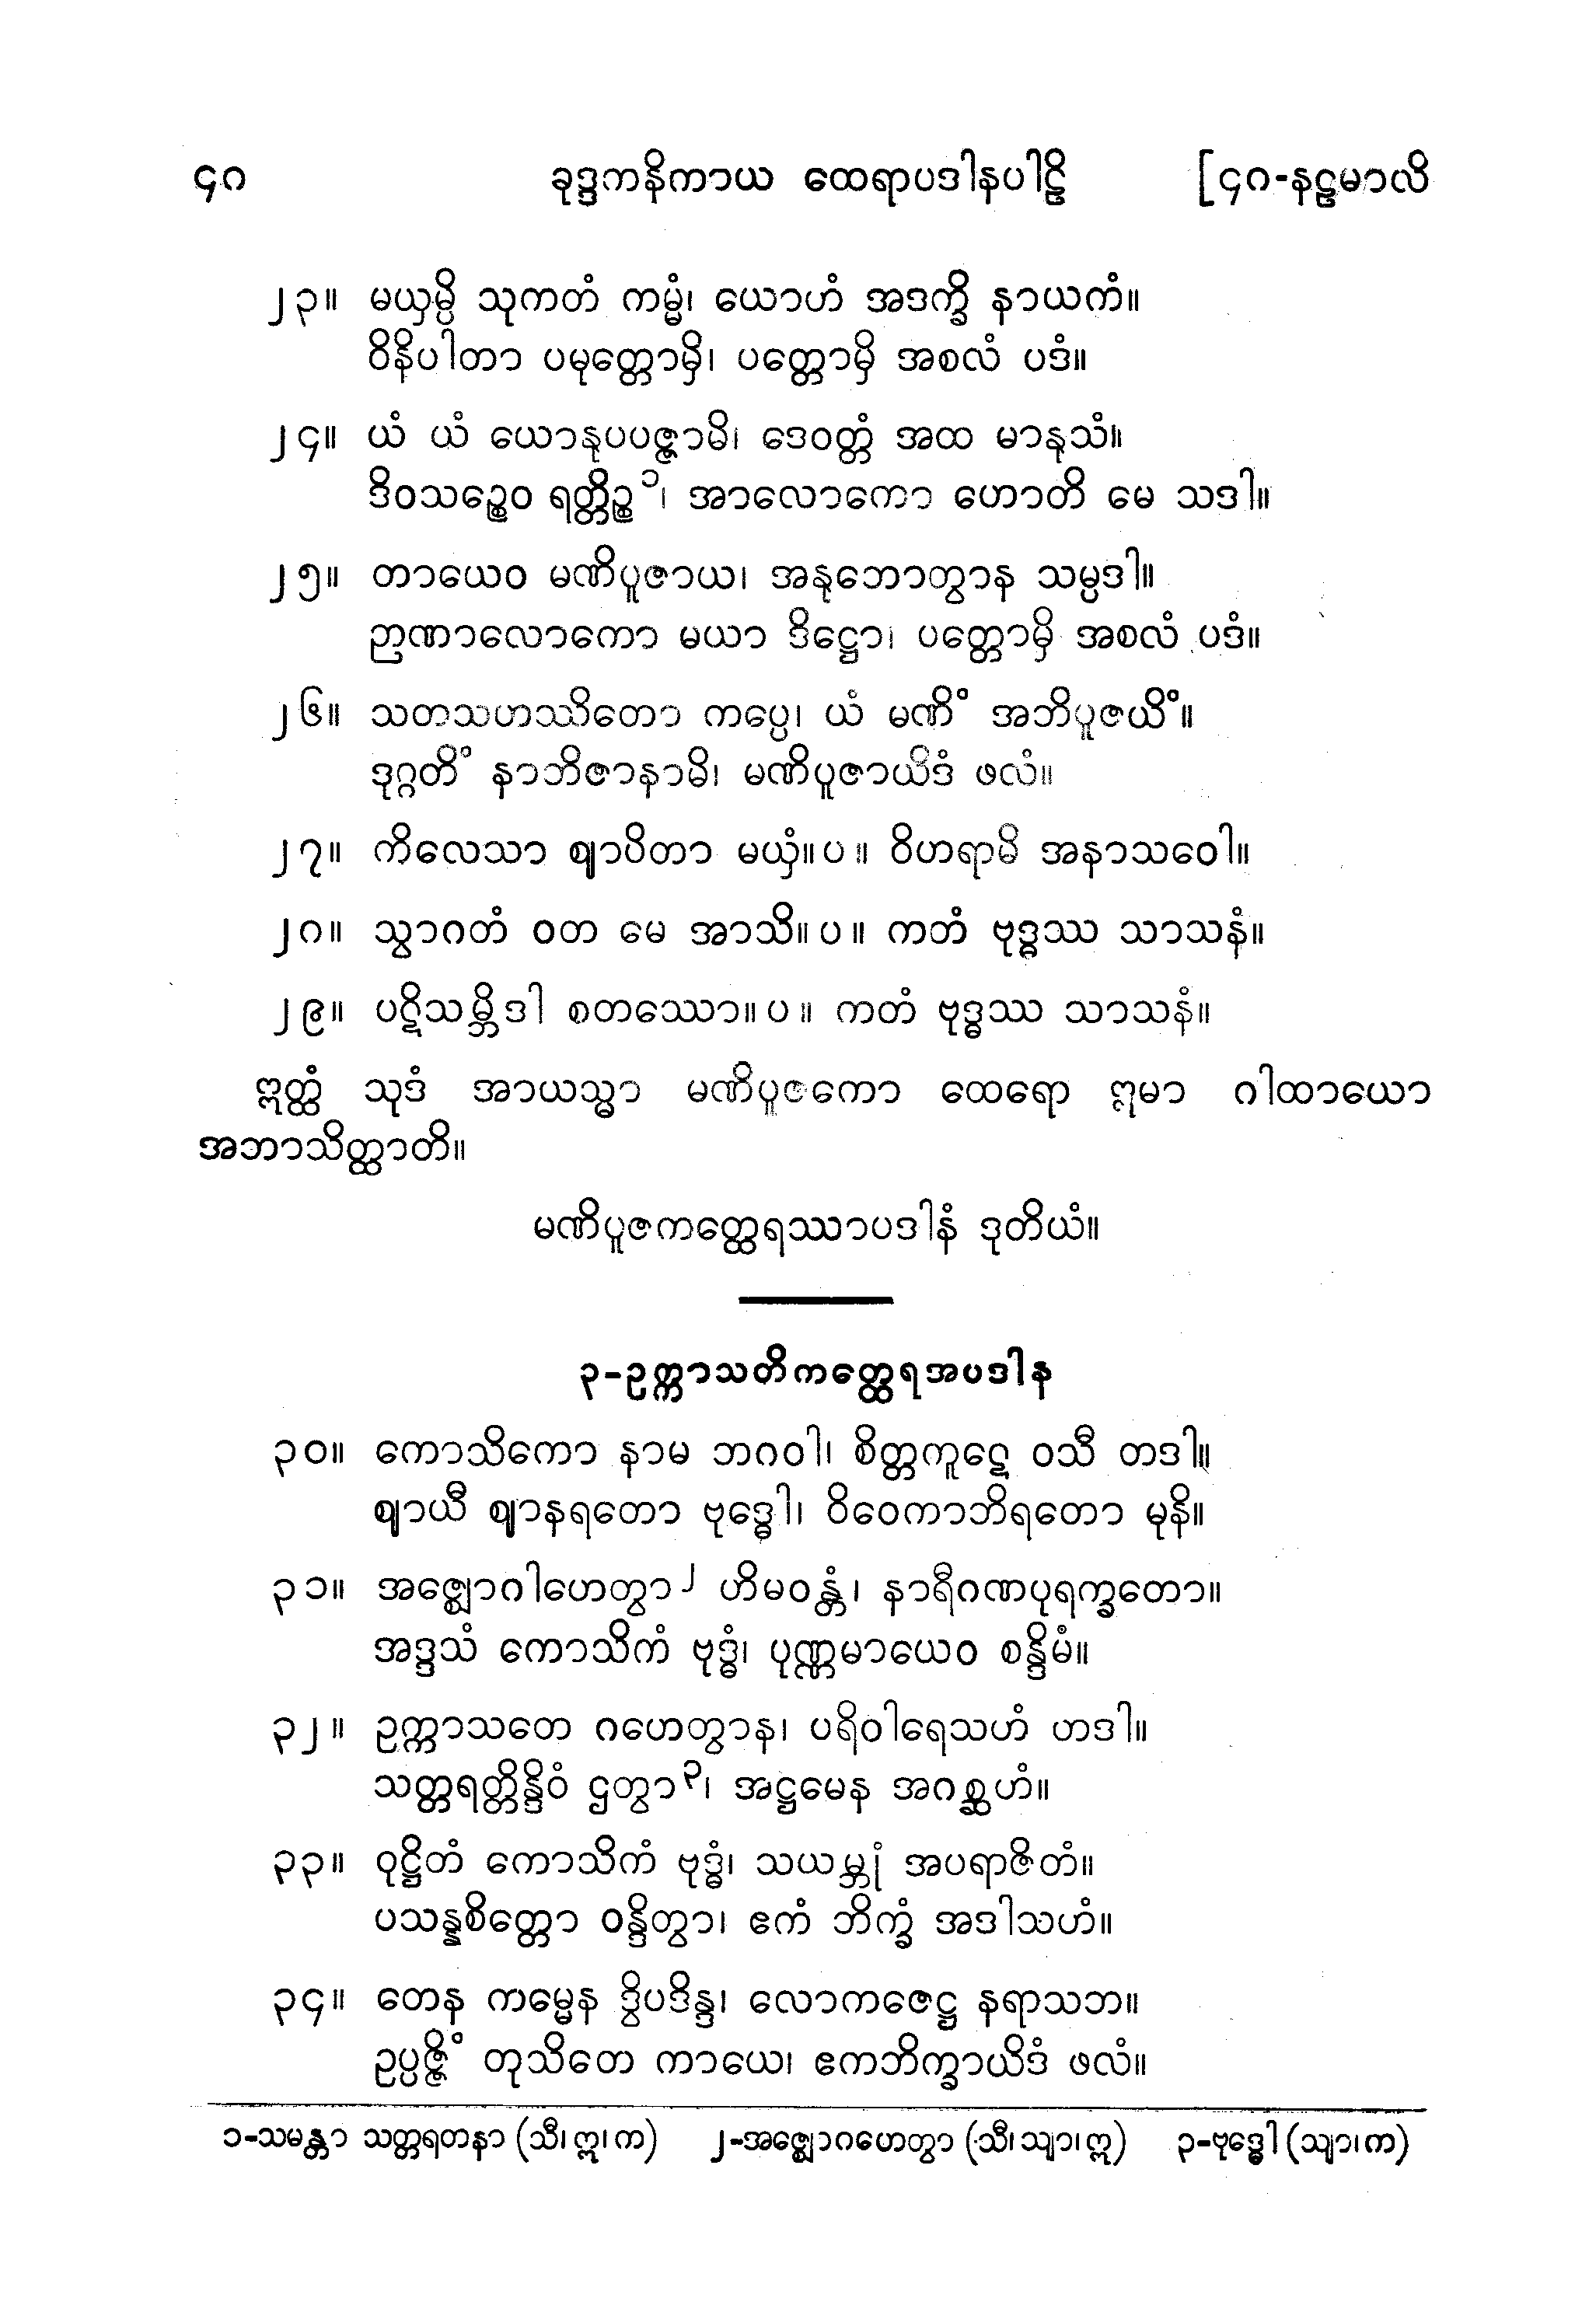 ၄၈ ခုဒ္ဒကနိကာယ ထေရာပဒါနပါဠိ [၄၈-နဠမာလိ
၂၃။ မယှမ္ပိ သုကတံ ကမ္မံ၊ ယောဟံ အဒက္ခိ နာယကံ။
ဝိနိပါတာ ပမုတ္တောမှိ၊ ပတ္တောမှိ အစလံ ပဒံ။
၂၄။ ယံ ယံ ယောနုပပဇ္ဇာမိ၊ ဒေဝတ္တံ အထ မာနုသံ။
ဒိဝသဉ္စေဝ ရတ္တိဉ္စ၁၊ အာလောကော ဟောတိ မေ သဒါ။
၂၅။ တာယေဝ မဏိပူဇာယ၊ အနုဘောတွာန သမ္ပဒါ။
ဉာဏာလောကော မယာ ဒိဋ္ဌော၊ ပတ္တောမှိ အစလံ ပဒံ။
၂၆။ သတသဟဿိတော ကပ္ပေ၊ ယံ မဏိံ အဘိပူဇယိံ။
ဒုဂ္ဂတိံ နာဘိဇာနာမိ၊ မဏိပူဇာယိဒံ ဖလံ။
၂၇။ ကိလေသာ ဈာပိတာ မယှံ။ပ။ ဝိဟရာမိ အနာသဝေါ။
၂၈။ သွာဂတံ ဝတ မေ အာသိ။ပ။ ကတံ ဗုဒ္ဓဿ သာသနံ။
၂၉။ ပဋိသမ္ဘိဒါ စတဿော။ပ။ ကတံ ဗုဒ္ဓဿ သာသနံ။
ဣတ္ထံ သုဒံ အာယသ္မာ မဏိပူဇကော ထေရော ဣမာ ဂါထာယော
အဘာသိတ္ထာတိ။
မဏိပူဇကတ္ထေရဿာပဒါနံ ဒုတိယံ။
၃-ဥက္ကာသတိကတ္ထေရအပဒါန
၃၀။ ကောသိကော နာမ ဘဂဝါ၊ စိတ္တကူဋေ ဝသီ တဒါ။
ဈာယီ ဈာနရတော ဗုဒ္ဓေါ၊ ဝိဝေကာဘိရတော မုနိ။
၃၁။ အဇ္ဈောဂါဟေတွာ၂ ဟိမဝန္တံ၊ နာရီဂဏပုရက္ခတော။
အဒ္ဒသံ ကောသိကံ ဗုဒ္ဓံ၊ ပုဏ္ဏမာယေဝ စန္ဒိမံ။
၃၂။ ဥက္ကာသတေ ဂဟေတွာန၊ ပရိဝါရေသဟံ တဒါ။
သတ္တရတ္တိန္ဒိဝံ ဌတွာ၃၊ အဋ္ဌမေန အဂစ္ဆဟံ။
၃၃။ ဝုဋ္ဌိတံ ကောသိကံ ဗုဒ္ဓံ၊ သယမ္ဘုံ အပရာဇိတံ။
ပသန္နစိတ္တော ဝန္ဒိတွာ၊ ဧကံ ဘိက္ခံ အဒါသဟံ။
၃၄။ တေန ကမ္မေန ဒွိပဒိန္ဒ၊ လောကဇေဋ္ဌ နရာသဘ။
ဥပ္ပဇ္ဇိံ တုသိတေ ကာယေ၊ ဧကဘိက္ခာယိဒံ ဖလံ။
၁-သမန္တာ သတ္တရတနာ (သီ၊ဣ၊က) ၂-အဇ္ဈောဂဟေတွာ (သီ၊သျာ၊ဣ) ၃-ဗုဒ္ဓေါ (သျာ၊က)